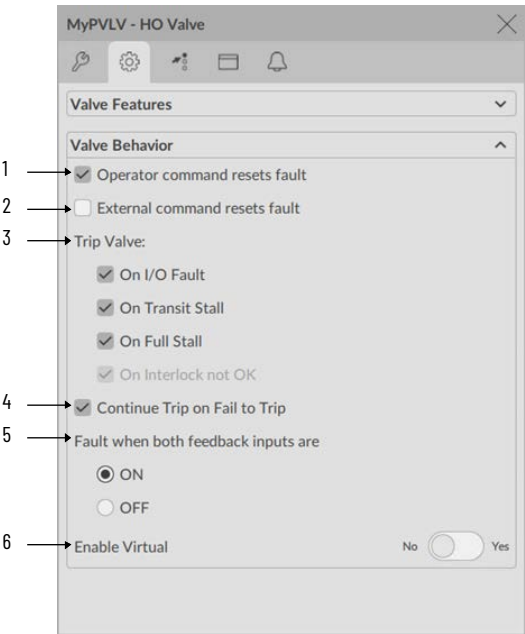 MyPVLV - HO Valve
Valve Features
Valve Behavior
1
Operator command resets fault
2
External command resets fault
3
Trip Valve:
On I/O Fault
On Transit Stall
On Full Stall
On Interlock not OK
4
Continue Trip on Fail to Trip
5
Fault when both feedback inputs are
ON
OFF
6
Enable Virtual No Yes